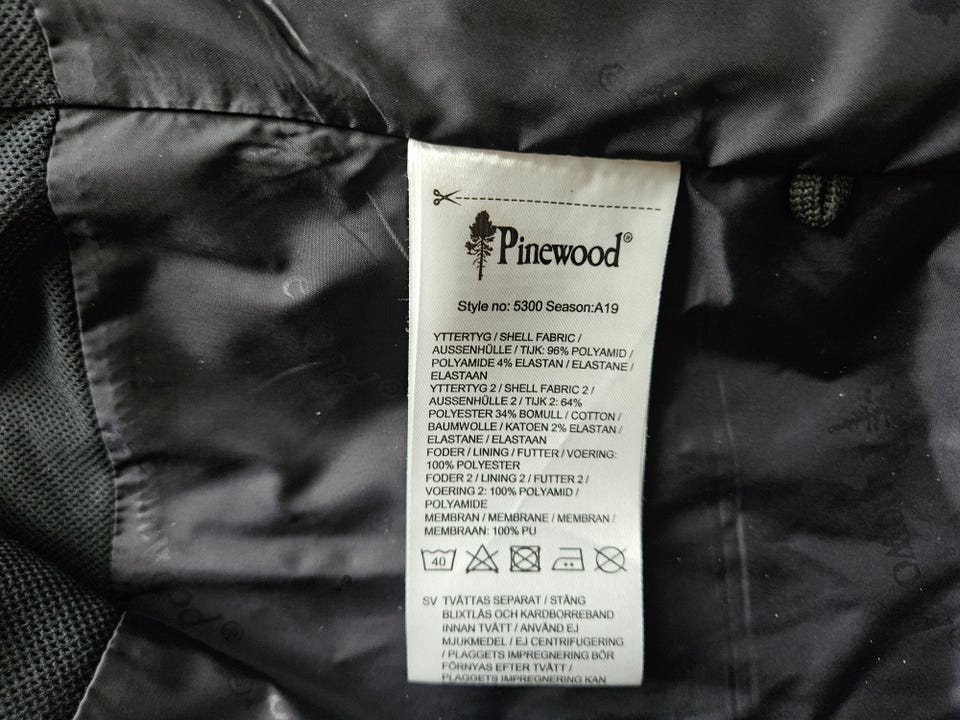 Pinewood®
Style no: 5300 Season:A19
YTTERTYG / SHELL FABRIC /
AUSSENHÜLLE / TIJK: 96% POLYAMID /
POLYAMIDE 4% ELASTAN / ELASTANE /
ELASTAAN
YTTERTYG 2 / SHELL FABRIC 2 /
AUSSENHÜLLE 2 / TIJK 2: 64%
POLYESTER 34% BOMULL / COTTON /
BAUMWOLLE / KATOEN 2% ELASTAN /
ELASTANE / ELASTAAN
FODER / LINING / FUTTER / VOERING:
100% POLYESTER
FODER 2 / LINING 2 / FUTTER 2 /
VOERING 2: 100% POLYAMID /
POLYAMIDE
MEMBRAN / MEMBRANE / MEMBRAN /
MEMBRAAN: 100% PU
40
SV TVÄTTAS SEPARAT / STÄNG
BLIXTLÅS OCH KARDBORREBAND
INNAN TVÄTT / ANVÄND EJ
MJUKMEDEL / EJ CENTRIFUGERING
/ PLAGGETS IMPREGNERING BÖR
FÖRNYAS EFTER TVÄTT /
PLAGGETS IMPREGNERING KAN